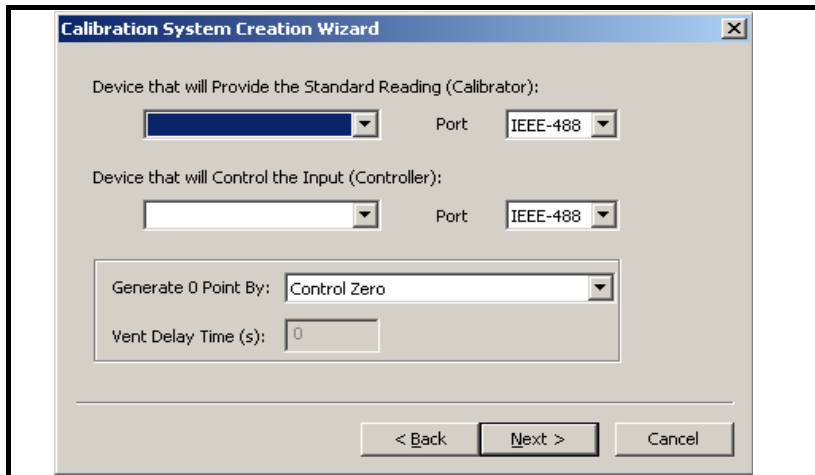 Calibration System Creation Wizard
Device that will Provide the Standard Reading (Calibrator):
Port IEEE-488
Device that will Control the Input (Controller):
Port IEEE-488
Generate 0 Point By: Control Zero
Vent Delay Time (s): 0
< Back Next > Cancel